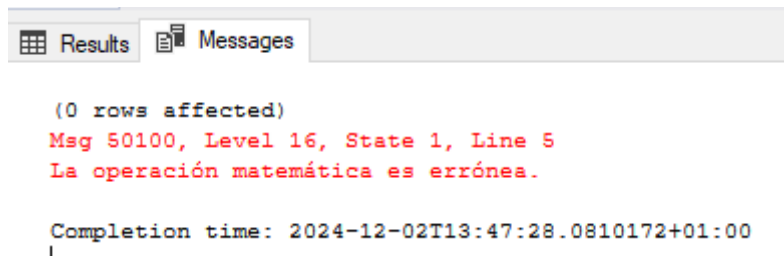 Results Messages
(0 rows affected)
Msg 50100, Level 16, State 1, Line 5
La operación matemática es errónea.
Completion time: 2024-12-02T13:47:28.0810172+01:00